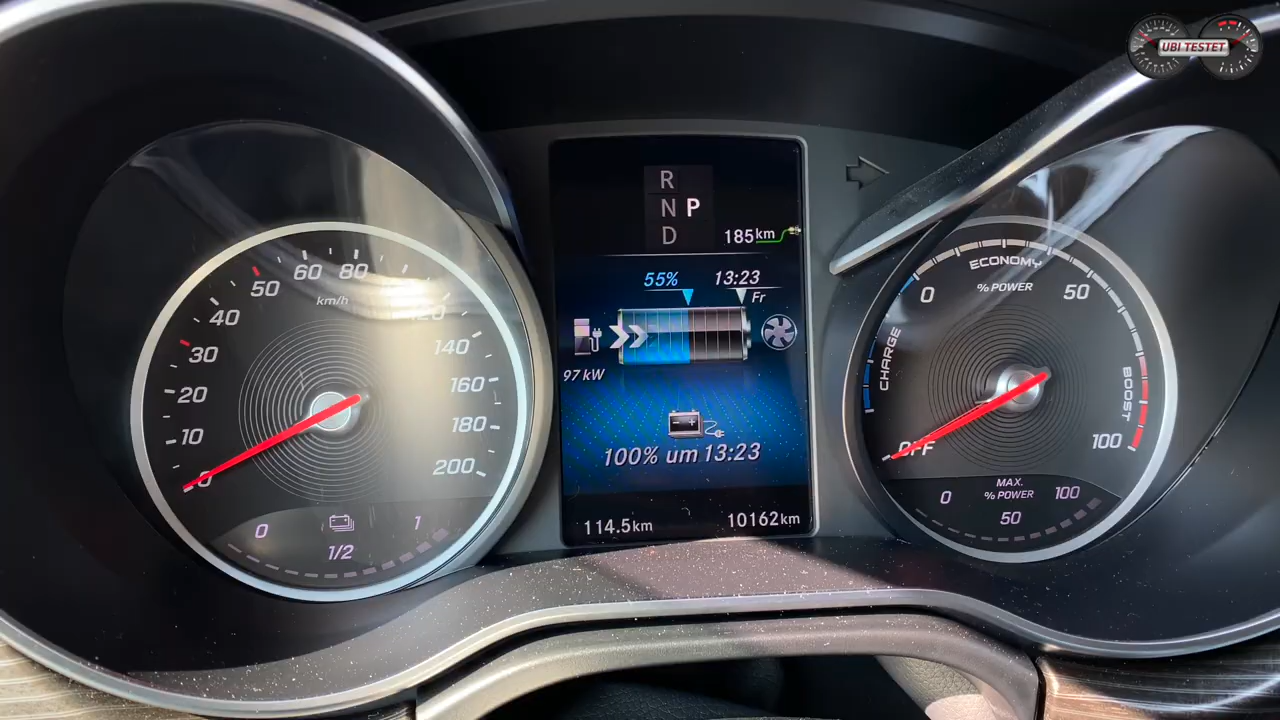 UBI TESTET
R
N P
D
185km
55% 13:23
Fr
97 kW
100% um 13:23
114.5km 10162km
60 80
50
km/h
40
120
30
140
20
160
10
180
0
200
0 1
1/2
ECONOMY
% POWER
0 50
CHARGE
BOOST
OFF
100
MAX.
% POWER
0 100
50